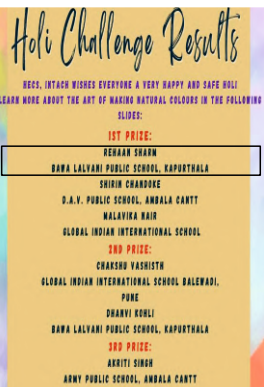 Holi Challenge Results
HECS, INTACH WISHES EVERYONE A VERY HAPPY AND SAFE HOLI
LEARN MORE ABOUT THE ART OF MAKING NATURAL COLOURS IN THE FOLLOWING
SLIDES:
1ST PRIZE:
REHAAN SHARM
BAWA LALVANI PUBLIC SCHOOL, KAPURTHALA
SHIRIN CHANDOKE
D.A.V. PUBLIC SCHOOL, AMBALA CANTT
MALAVIKA NAIR
GLOBAL INDIAN INTERNATIONAL SCHOOL
2ND PRIZE:
CHAKSHU VASHISTH
GLOBAL INDIAN INTERNATIONAL SCHOOL BALEWADI,
PUNE
DHANVI KOHLI
BAWA LALVANI PUBLIC SCHOOL, KAPURTHALA
3RD PRIZE:
AKRITI SINGH
ARMY PUBLIC SCHOOL, AMBALA CANTT